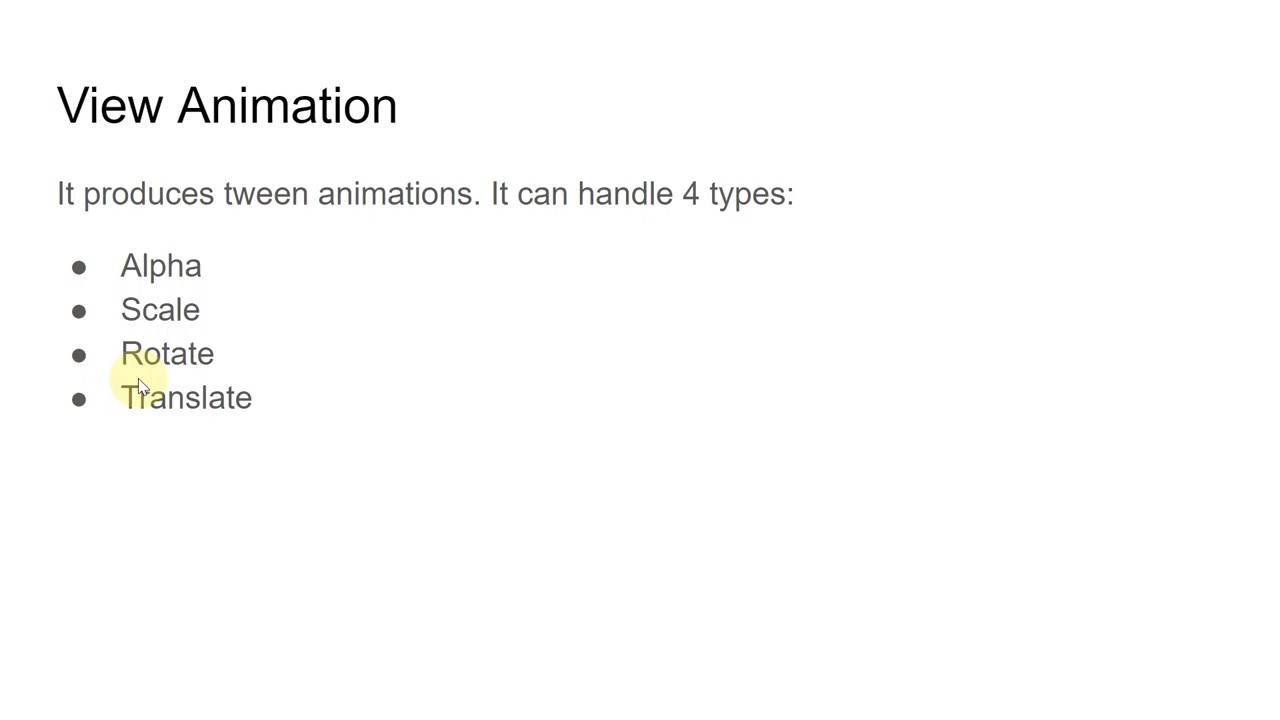 View Animation
It produces tween animations. It can handle 4 types:
● Alpha
● Scale
● Rotate
● Translate